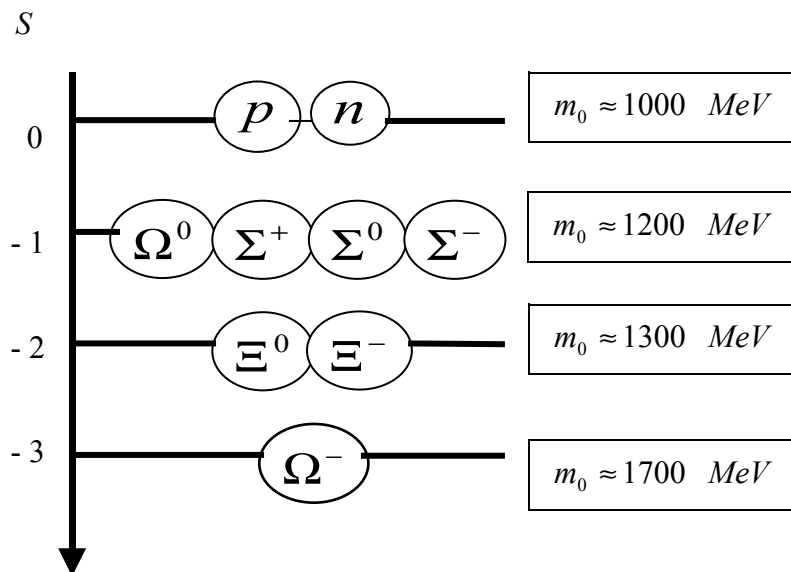 S
0 p n m₀ ≈ 1000 MeV
- 1 Ω⁰ Σ⁺ Σ⁰ Σ⁻ m₀ ≈ 1200 MeV
- 2 Ξ⁰ Ξ⁻ m₀ ≈ 1300 MeV
- 3 Ω⁻ m₀ ≈ 1700 MeV